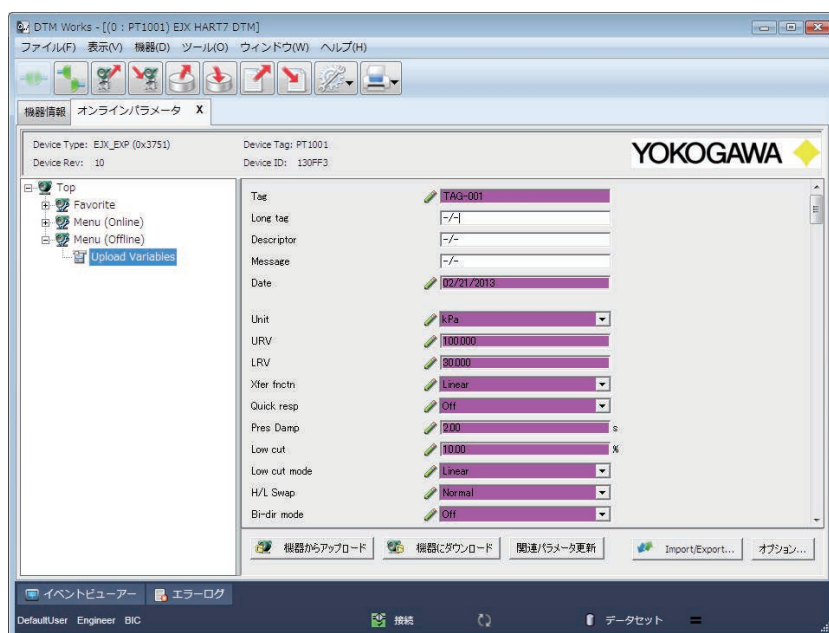 DTM Works - [(0 : PT1001) EJX HART7 DTM]
ファイル(F) 表示(V) 機器(D) ツール(O) ウィンドウ(W) ヘルプ(H)
機器情報 オンラインパラメータ X
Device Type: EJX_EXP (0x3751) Device Tag: PT1001
Device Rev: 10 Device ID: 130FF3
YOKOGAWA
Top
Favorite
Menu (Online)
Menu (Offline)
Upload Variables
Tag TAG-001
Long tag -/-
Descriptor -/-
Message -/-
Date 02/21/2013
Unit kPa
URV 100.000
LRV 30.000
Xfer fnctn Linear
Quick resp Off
Pres Damp 2.00 s
Low cut 10.00 %
Low cut mode Linear
H/L Swap Normal
Bi-dir mode Off
機器からアップロード 機器にダウンロード 関連パラメータ更新 Import/Export... オプション...
イベントビューアー エラーログ
DefaultUser Engineer BIC 接続 データセット